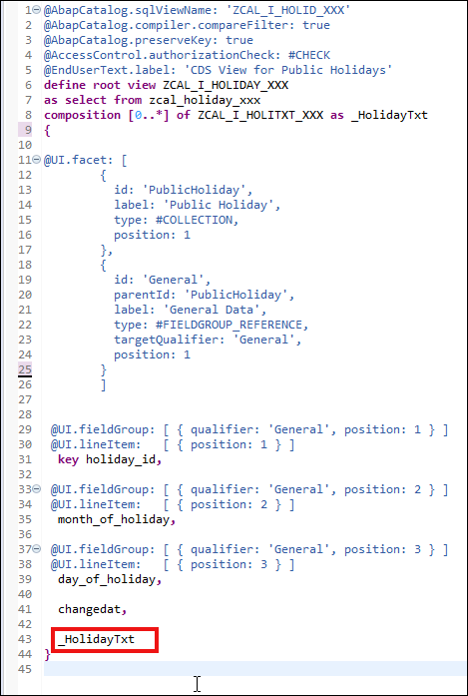 1 @AbapCatalog.sqlViewName: 'ZCAL_I_HOLID_XXX'
2 @AbapCatalog.compiler.compareFilter: true
3 @AbapCatalog.preserveKey: true
4 @AccessControl.authorizationCheck: #CHECK
5 @EndUserText.label: 'CDS View for Public Holidays'
6 define root view ZCAL_I_HOLIDAY_XXX
7 as select from zcal_holiday_xxx
8 composition [0..*] of ZCAL_I_HOLITXT_XXX as _HolidayTxt
9 {
10
11 @UI.facet: [
12 {
13 id: 'PublicHoliday',
14 label: 'Public Holiday',
15 type: #COLLECTION,
16 position: 1
17 },
18 {
19 id: 'General',
20 parentId: 'PublicHoliday',
21 label: 'General Data',
22 type: #FIELDGROUP_REFERENCE,
23 targetQualifier: 'General',
24 position: 1
25 }
26 ]
27
28
29 @UI.fieldGroup: [ { qualifier: 'General', position: 1 } ]
30 @UI.lineItem: [ { position: 1 } ]
31 key holiday_id,
32
33 @UI.fieldGroup: [ { qualifier: 'General', position: 2 } ]
34 @UI.lineItem: [ { position: 2 } ]
35 month_of_holiday,
36
37 @UI.fieldGroup: [ { qualifier: 'General', position: 3 } ]
38 @UI.lineItem: [ { position: 3 } ]
39 day_of_holiday,
40
41 changedat,
42
43 _HolidayTxt
44 }
45